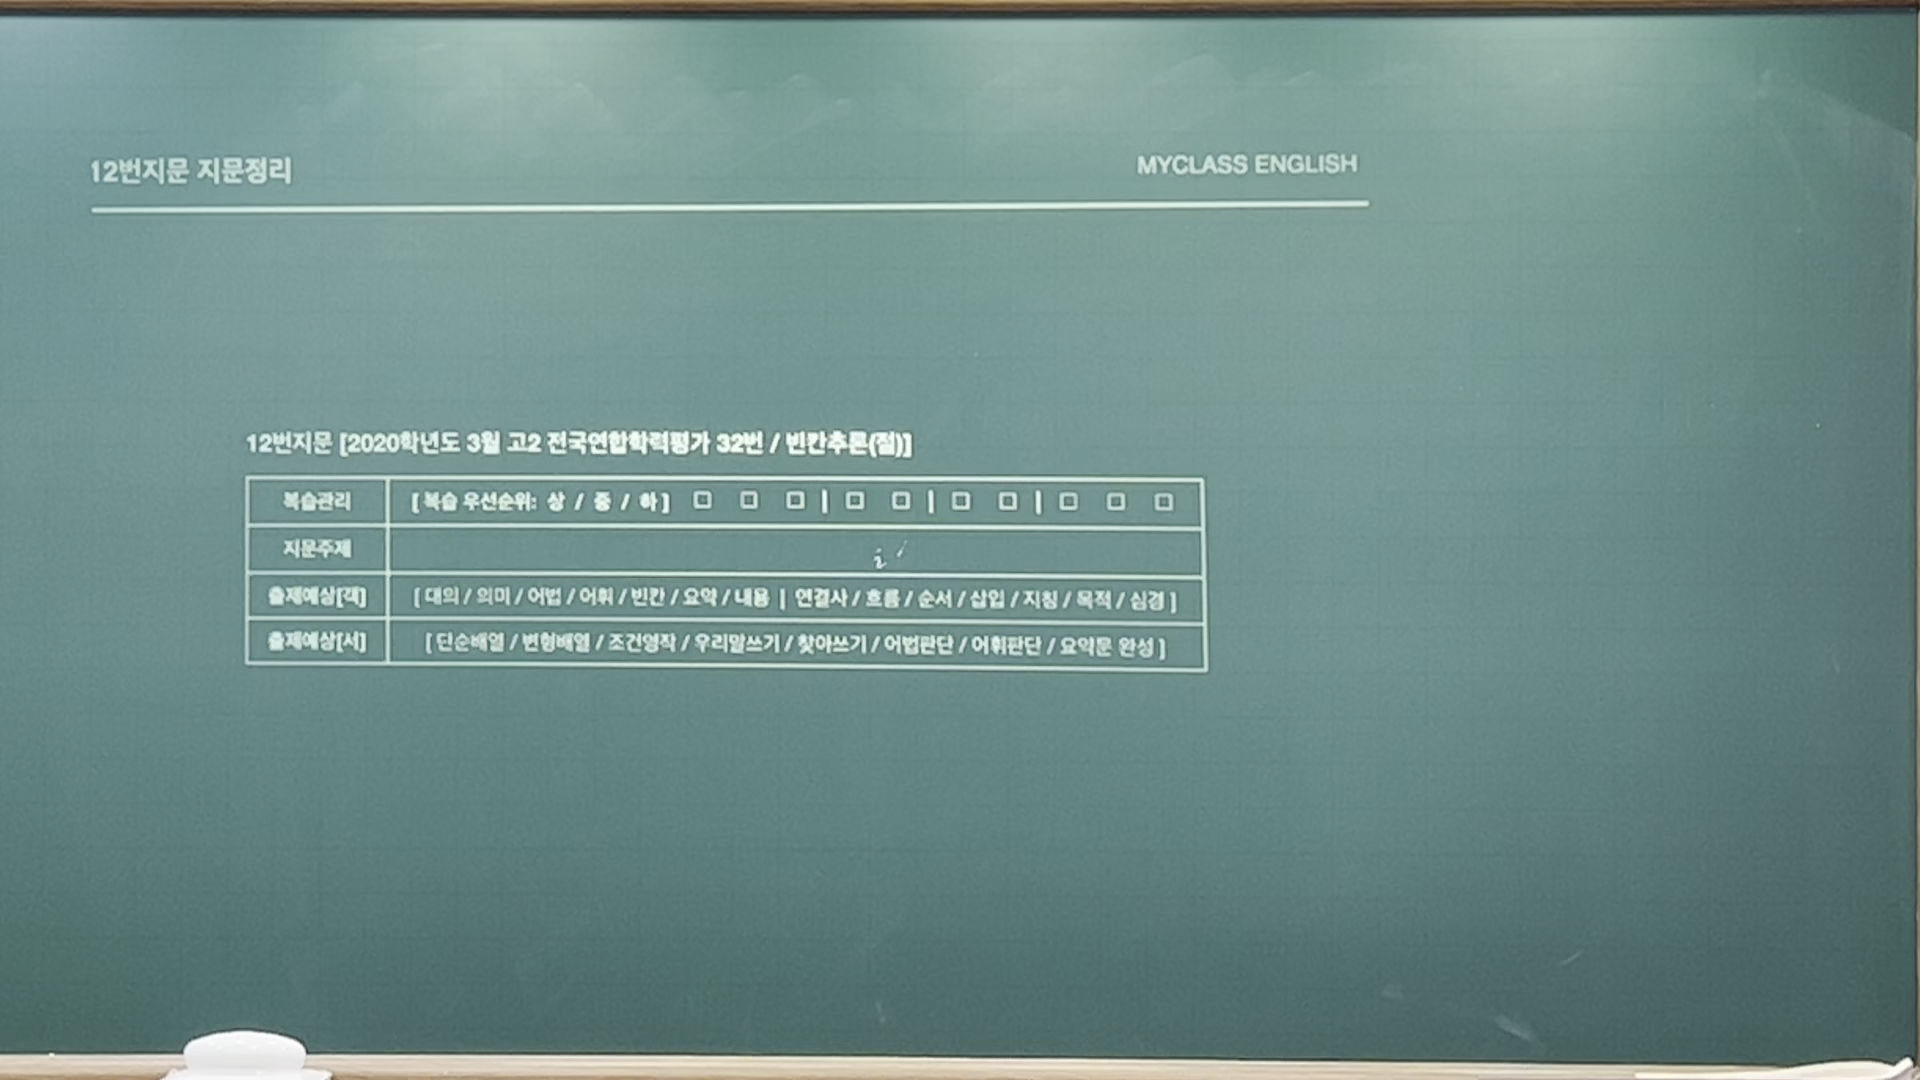 12번지문 지문정리
MYCLASS ENGLISH
12번지문 [2020학년도 3월 고2 전국연합학력평가 32번 / 빈칸추론(절)]
복습관리 [ 복습 우선순위: 상 / 중 / 하 ] □ □ □ | □ □ | □ □ | □ □ □
지문주제
출제예상[객] [ 대의 / 의미 / 어법 / 어휘 / 빈칸 / 요약 / 내용 | 연결사 / 흐름 / 순서 / 삽입 / 지칭 / 목적 / 심경 ]
출제예상[서] [ 단순배열 / 변형배열 / 조건영작 / 우리말쓰기 / 찾아쓰기 / 어법판단 / 어휘판단 / 요약문 완성 ]